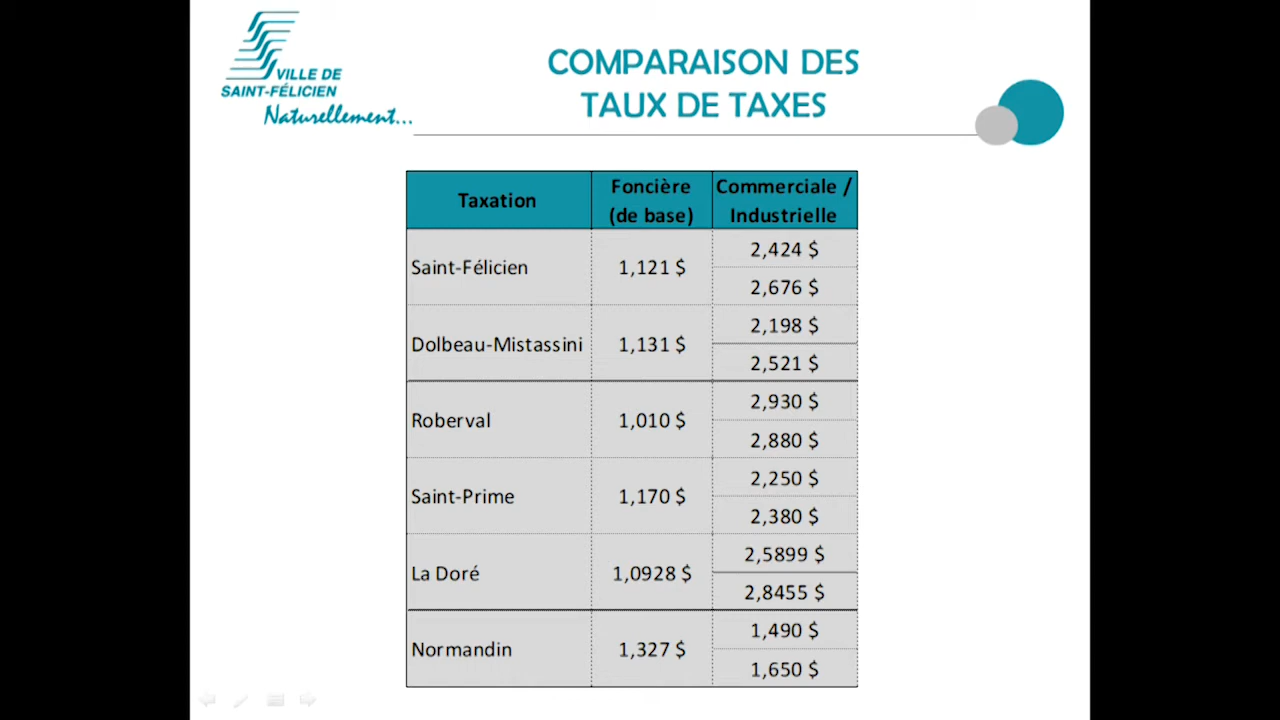 VILLE DE
SAINT-FÉLICIEN
Naturellement...
COMPARAISON DES
TAUX DE TAXES
Taxation
Foncière
(de base)
Commerciale /
Industrielle
Saint-Félicien
1,121 $
2,424 $
2,676 $
Dolbeau-Mistassini
1,131 $
2,198 $
2,521 $
Roberval
1,010 $
2,930 $
2,880 $
Saint-Prime
1,170 $
2,250 $
2,380 $
La Doré
1,0928 $
2,5899 $
2,8455 $
Normandin
1,327 $
1,490 $
1,650 $